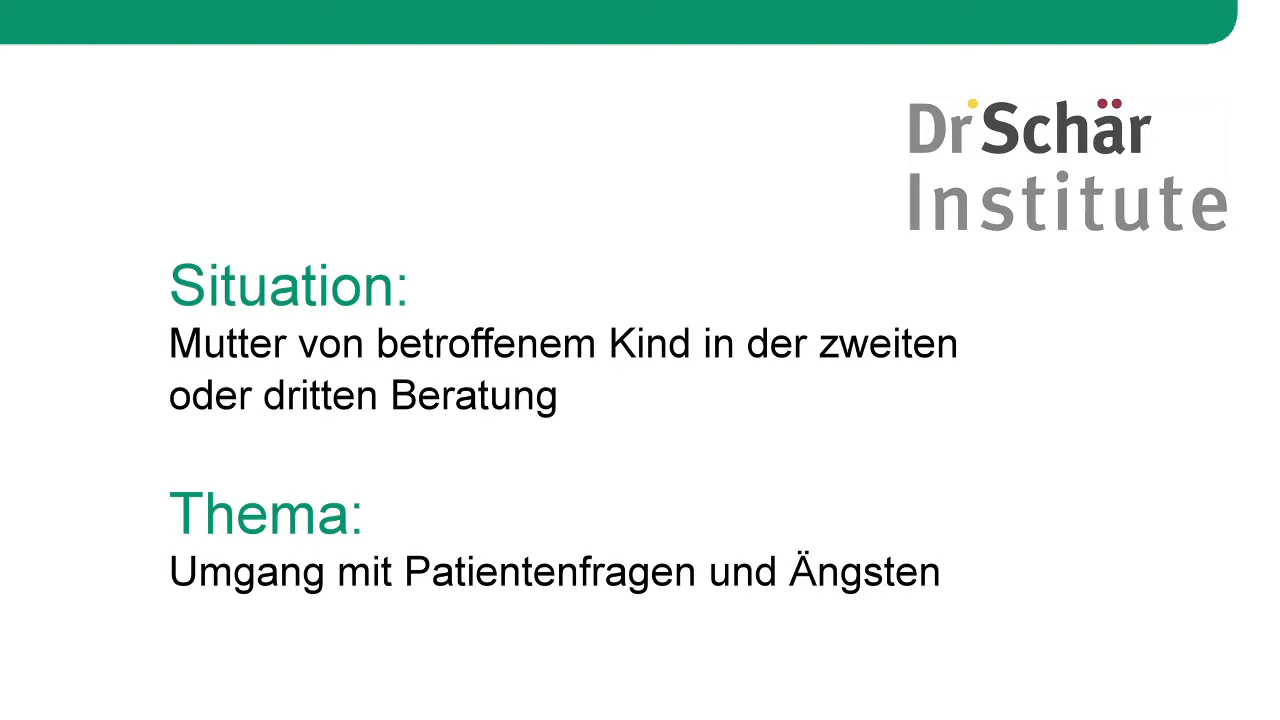 Dr Schär
Institute
Situation:
Mutter von betroffenem Kind in der zweiten
oder dritten Beratung
Thema:
Umgang mit Patientenfragen und Ängsten